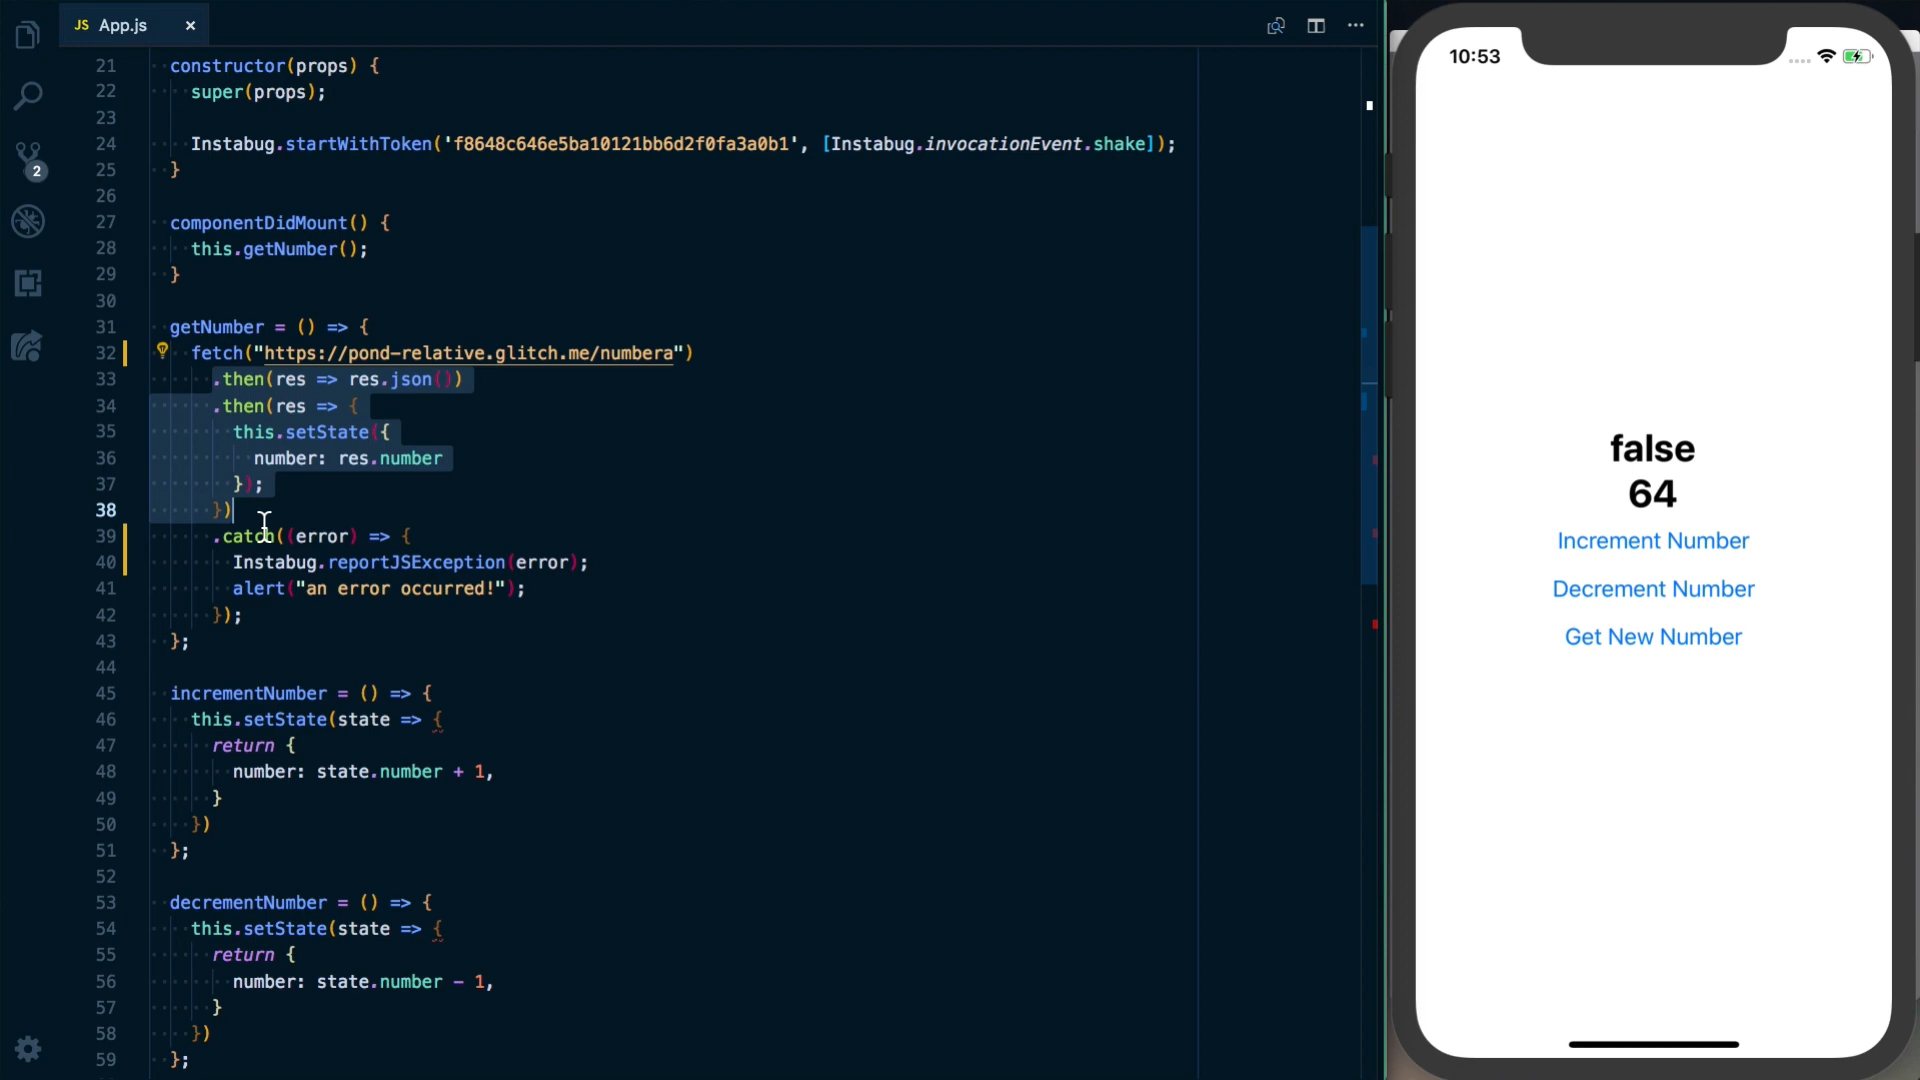 JS App.js ×
21 constructor(props) {
22 super(props);
23
24 Instabug.startWithToken('f8648c646e5ba10121bb6d2f0fa3a0b1', [Instabug.invocationEvent.shake]);
25 }
26
27 componentDidMount() {
28 this.getNumber();
29 }
30
31 getNumber = () => {
32 fetch("https://pond-relative.glitch.me/numbera")
33 .then(res => res.json())
34 .then(res => {
35 this.setState({
36 number: res.number
37 });
38 })
39 .catch((error) => {
40 Instabug.reportJSException(error);
41 alert("an error occurred!");
42 });
43 };
44
45 incrementNumber = () => {
46 this.setState(state => {
47 return {
48 number: state.number + 1,
49 }
50 })
51 };
52
53 decrementNumber = () => {
54 this.setState(state => {
55 return {
56 number: state.number - 1,
57 }
58 })
59 };
2
10:53
false
64
Increment Number
Decrement Number
Get New Number